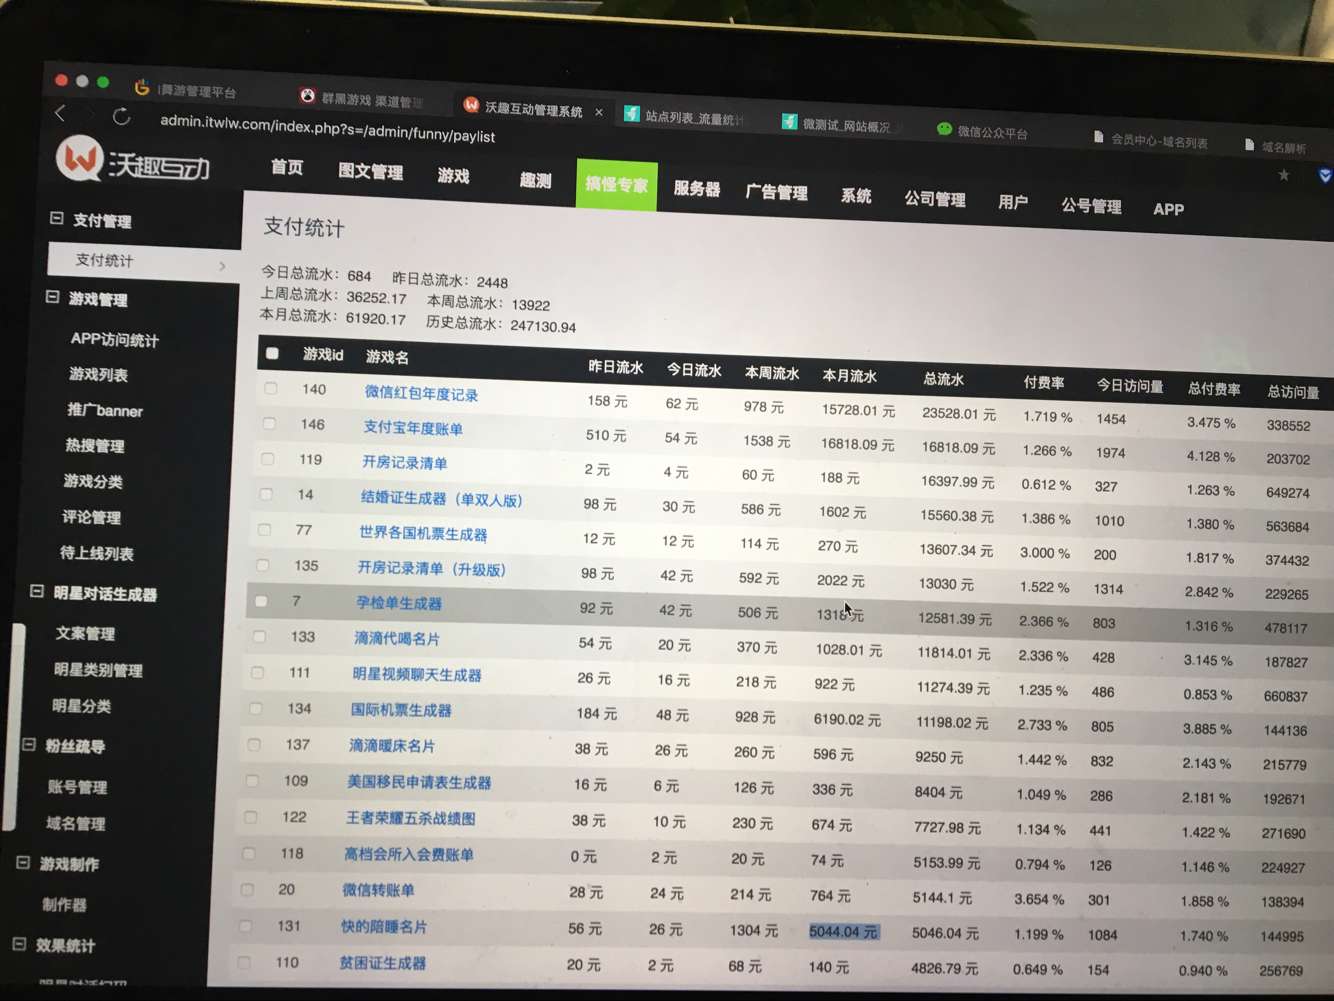 舞游管理平台
群黑游戏 渠道管理
沃趣互动管理系统 ×
站点列表_流量统计
微测试_网站概况
微信公众平台
会员中心-域名列表
域名解析
admin.itwlw.com/index.php?s=/admin/funny/paylist
沃趣互动
首页 图文管理 游戏 趣测 搞怪专家 服务器 广告管理 系统 公司管理 用户 公号管理 APP
支付管理
支付统计
游戏管理
APP访问统计
游戏列表
推广banner
热搜管理
游戏分类
评论管理
待上线列表
明星对话生成器
文案管理
明星类别管理
明星分类
粉丝疏导
账号管理
域名管理
游戏制作
制作器
效果统计
支付统计
今日总流水：684 昨日总流水：2448
上周总流水：36252.17 本周总流水：13922
本月总流水：61920.17 历史总流水：247130.94
游戏id 游戏名 昨日流水 今日流水 本周流水 本月流水 总流水 付费率 今日访问量 总付费率 总访问量
140 微信红包年度记录 158 元 62 元 978 元 15728.01 元 23528.01 元 1.719 % 1454 3.475 % 338552
146 支付宝年度账单 510 元 54 元 1538 元 16818.09 元 16818.09 元 1.266 % 1974 4.128 % 203702
119 开房记录清单 2 元 4 元 60 元 188 元 16397.99 元 0.612 % 327 1.263 % 649274
14 结婚证生成器（单双人版） 98 元 30 元 586 元 1602 元 15560.38 元 1.386 % 1010 1.380 % 563684
77 世界各国机票生成器 12 元 12 元 114 元 270 元 13607.34 元 3.000 % 200 1.817 % 374432
135 开房记录清单（升级版） 98 元 42 元 592 元 2022 元 13030 元 1.522 % 1314 2.842 % 229265
7 孕检单生成器 92 元 42 元 506 元 1318 元 12581.39 元 2.366 % 803 1.316 % 478117
133 滴滴代喝名片 54 元 20 元 370 元 1028.01 元 11814.01 元 2.336 % 428 3.145 % 187827
111 明星视频聊天生成器 26 元 16 元 218 元 922 元 11274.39 元 1.235 % 486 0.853 % 660837
134 国际机票生成器 184 元 48 元 928 元 6190.02 元 11198.02 元 2.733 % 805 3.885 % 144136
137 滴滴暖床名片 38 元 26 元 260 元 596 元 9250 元 1.442 % 832 2.143 % 215779
109 美国移民申请表生成器 16 元 6 元 126 元 336 元 8404 元 1.049 % 286 2.181 % 192671
122 王者荣耀五杀战绩图 38 元 10 元 230 元 674 元 7727.98 元 1.134 % 441 1.422 % 271690
118 高档会所入会费账单 0 元 2 元 20 元 74 元 5153.99 元 0.794 % 126 1.146 % 224927
20 微信转账单 28 元 24 元 214 元 764 元 5144.1 元 3.654 % 301 1.858 % 138394
131 快的陪睡名片 56 元 26 元 1304 元 5044.04 元 5046.04 元 1.199 % 1084 1.740 % 144995
110 贫困证生成器 20 元 2 元 68 元 140 元 4826.79 元 0.649 % 154 0.940 % 256769